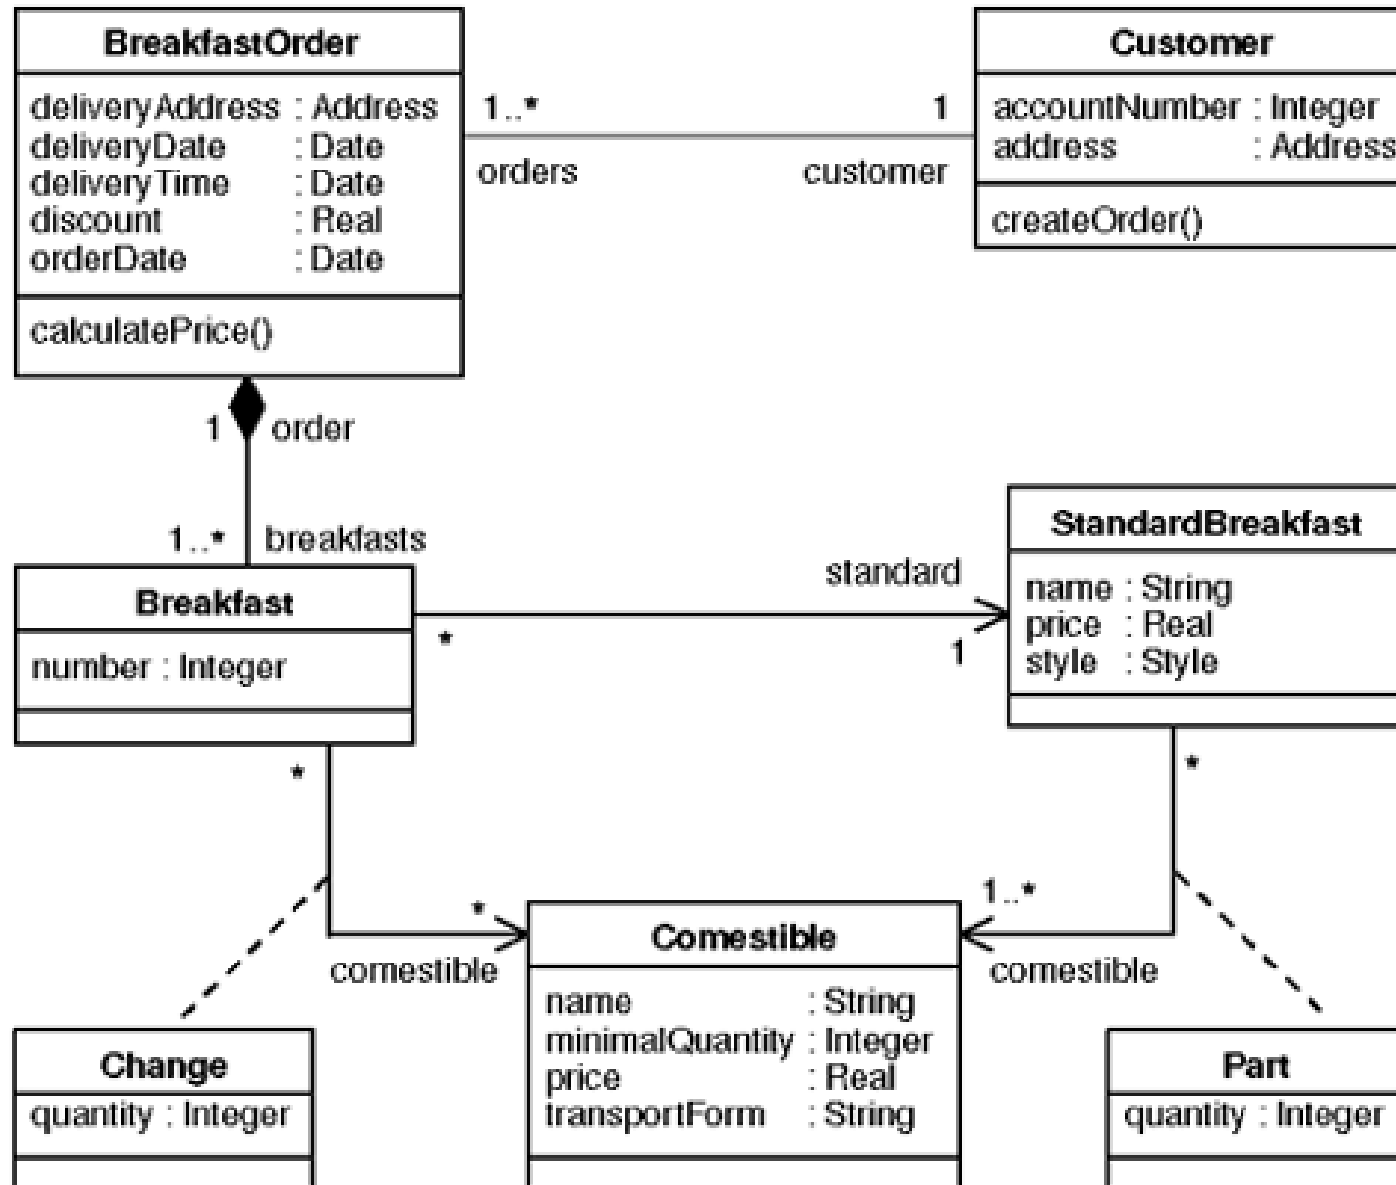 BreakfastOrder
deliveryAddress : Address
deliveryDate : Date
deliveryTime : Date
discount : Real
orderDate : Date
calculatePrice()
1..*
orders
1
customer
Customer
accountNumber : Integer
address : Address
createOrder()
1
order
1..*
breakfasts
Breakfast
number : Integer
*
standard
1
StandardBreakfast
name : String
price : Real
style : Style
*
*
comestible
*
1..*
comestible
Comestible
name : String
minimalQuantity : Integer
price : Real
transportForm : String
Change
quantity : Integer
Part
quantity : Integer